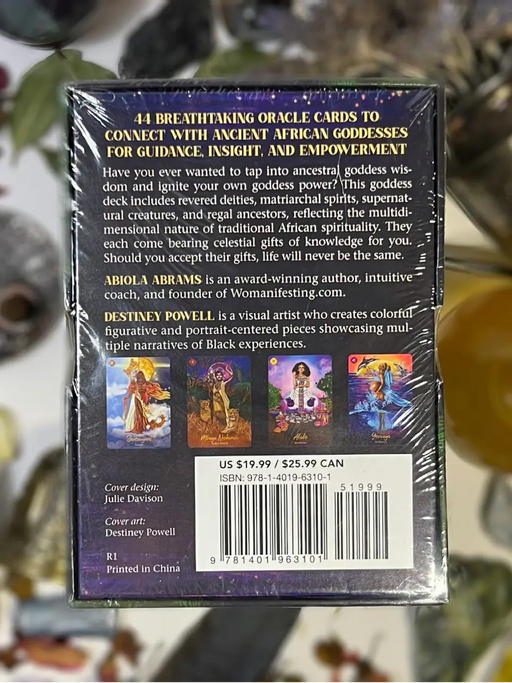 44 BREATHTAKING ORACLE CARDS TO
CONNECT WITH ANCIENT AFRICAN GODDESSES
FOR GUIDANCE, INSIGHT, AND EMPOWERMENT
Have you ever wanted to tap into ancestral goddess wis-
dom and ignite your own goddess power? This goddess
deck includes revered deities, matriarchal spirits, supernat-
ural creatures, and regal ancestors, reflecting the multidi-
mensional nature of traditional African spirituality. They
each come bearing celestial gifts of knowledge for you.
Should you accept their gifts, life will never be the same.
ABIOLA ABRAMS is an award-winning author, intuitive
coach, and founder of Womanifesting.com.
DESTINEY POWELL is a visual artist who creates colorful
figurative and portrait-centered pieces showcasing mul-
tiple narratives of Black experiences.
US $19.99 / $25.99 CAN
ISBN: 978-1-4019-6310-1
51999
9 781401 963101
Cover design:
Julie Davison
Cover art:
Destiney Powell
R1
Printed in China